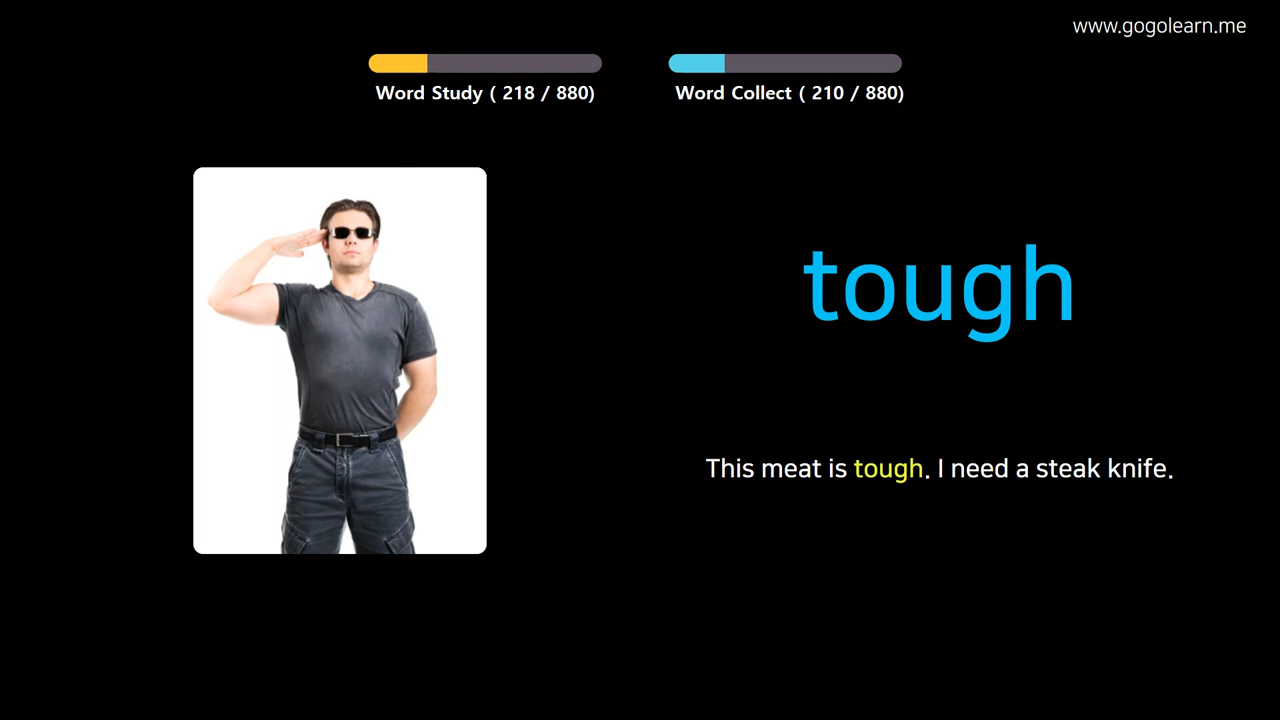 www.gogolearn.me
Word Study ( 218 / 880)
Word Collect ( 210 / 880)
tough
This meat is tough. I need a steak knife.